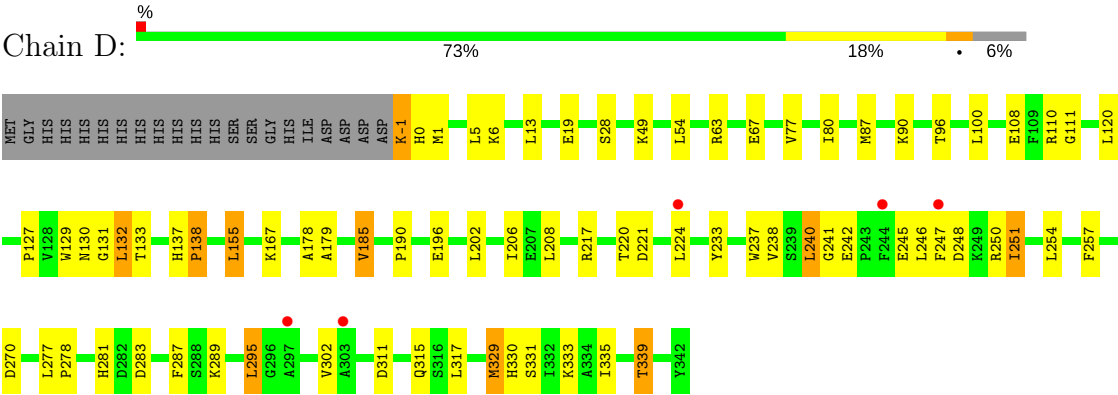 %
Chain D:
73% 18% • 6%
MET GLY HIS HIS HIS HIS HIS HIS HIS HIS HIS HIS SER SER GLY HIS ILE ASP ASP ASP ASP K-1 H0 M1 L5 K6 L13 E19 S28 K49 L54 R63 E67 V77 I80 M87 K90 T96 L100 E108 F109 R110 G111 L120
P127 V128 W129 N130 G131 L132 T133 H137 P138 L155 K167 A178 A179 V185 P190 E196 L202 I206 E207 L208 R217 T220 D221 L224 Y233 W237 V238 S239 L240 G241 E242 P243 F244 E245 L246 F247 D248 K249 R250 I251 L254 F257
D270 L277 P278 H281 D282 D283 F287 S288 K289 L295 G296 A297 V302 A303 D311 Q315 S316 L317 M329 H330 S331 I332 K333 A334 I335 T339 Y342